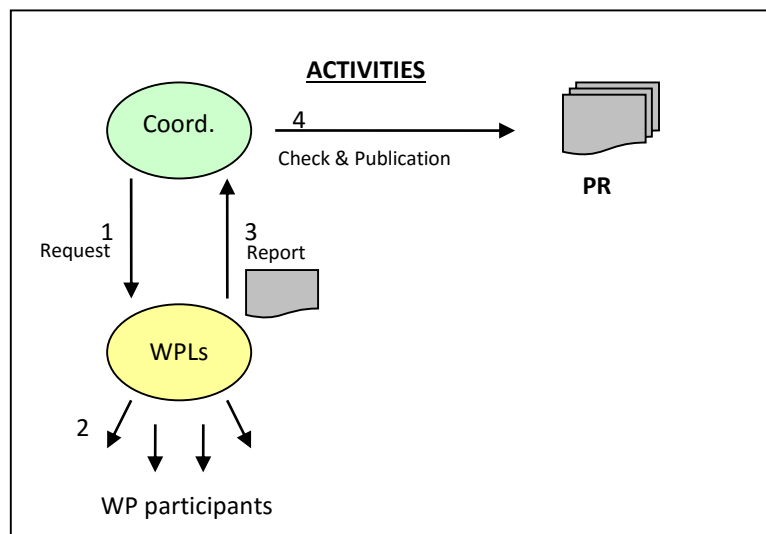 ACTIVITIES
Coord.
4
Check & Publication
PR
1
Request
3
Report
WPLs
2
WP participants